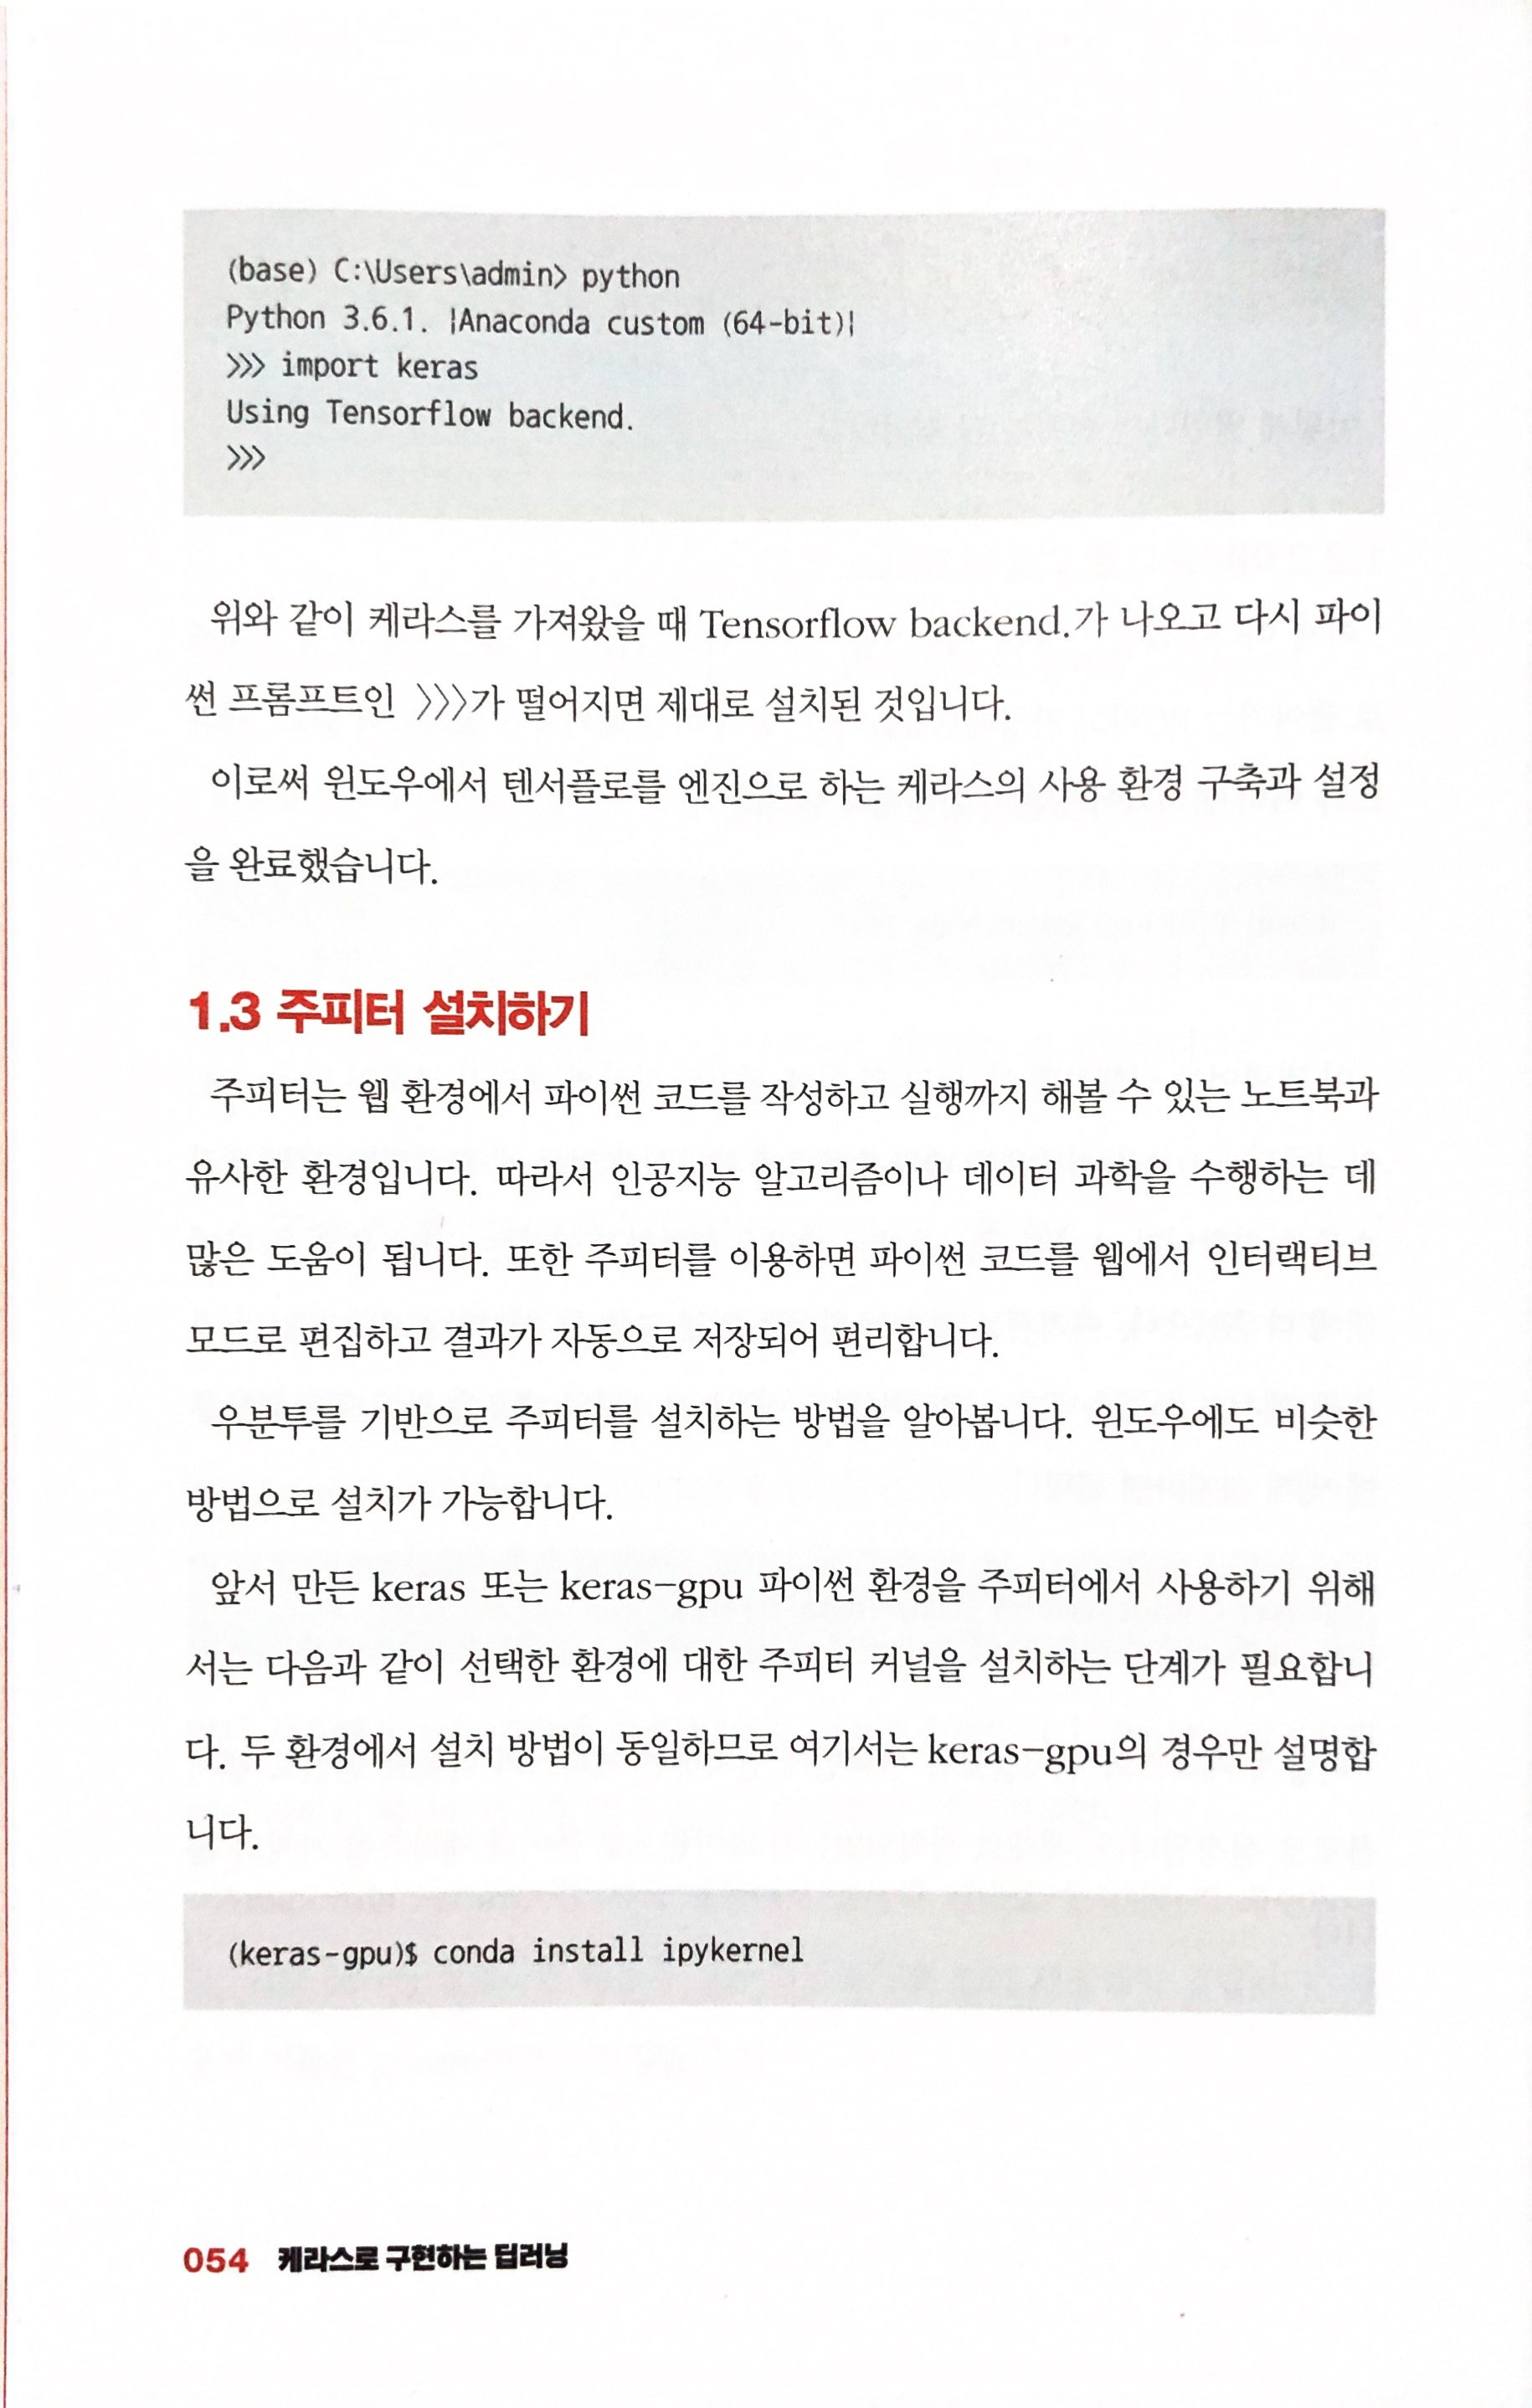 (base) C:\Users\admin> python
Python 3.6.1. |Anaconda custom (64-bit)|
>>> import keras
Using Tensorflow backend.
>>>
위와 같이 케라스를 가져왔을 때 Tensorflow backend.가 나오고 다시 파이
썬 프롬프트인 >>>가 떨어지면 제대로 설치된 것입니다.
이로써 윈도우에서 텐서플로를 엔진으로 하는 케라스의 사용 환경 구축과 설정
을 완료했습니다.
1.3 주피터 설치하기
주피터는 웹 환경에서 파이썬 코드를 작성하고 실행까지 해볼 수 있는 노트북과
유사한 환경입니다. 따라서 인공지능 알고리즘이나 데이터 과학을 수행하는 데
많은 도움이 됩니다. 또한 주피터를 이용하면 파이썬 코드를 웹에서 인터랙티브
모드로 편집하고 결과가 자동으로 저장되어 편리합니다.
우분투를 기반으로 주피터를 설치하는 방법을 알아봅니다. 윈도우에도 비슷한
방법으로 설치가 가능합니다.
앞서 만든 keras 또는 keras-gpu 파이썬 환경을 주피터에서 사용하기 위해
서는 다음과 같이 선택한 환경에 대한 주피터 커널을 설치하는 단계가 필요합니
다. 두 환경에서 설치 방법이 동일하므로 여기서는 keras-gpu의 경우만 설명합
니다.
(keras-gpu)$ conda install ipykernel
054 케라스로 구현하는 딥러닝